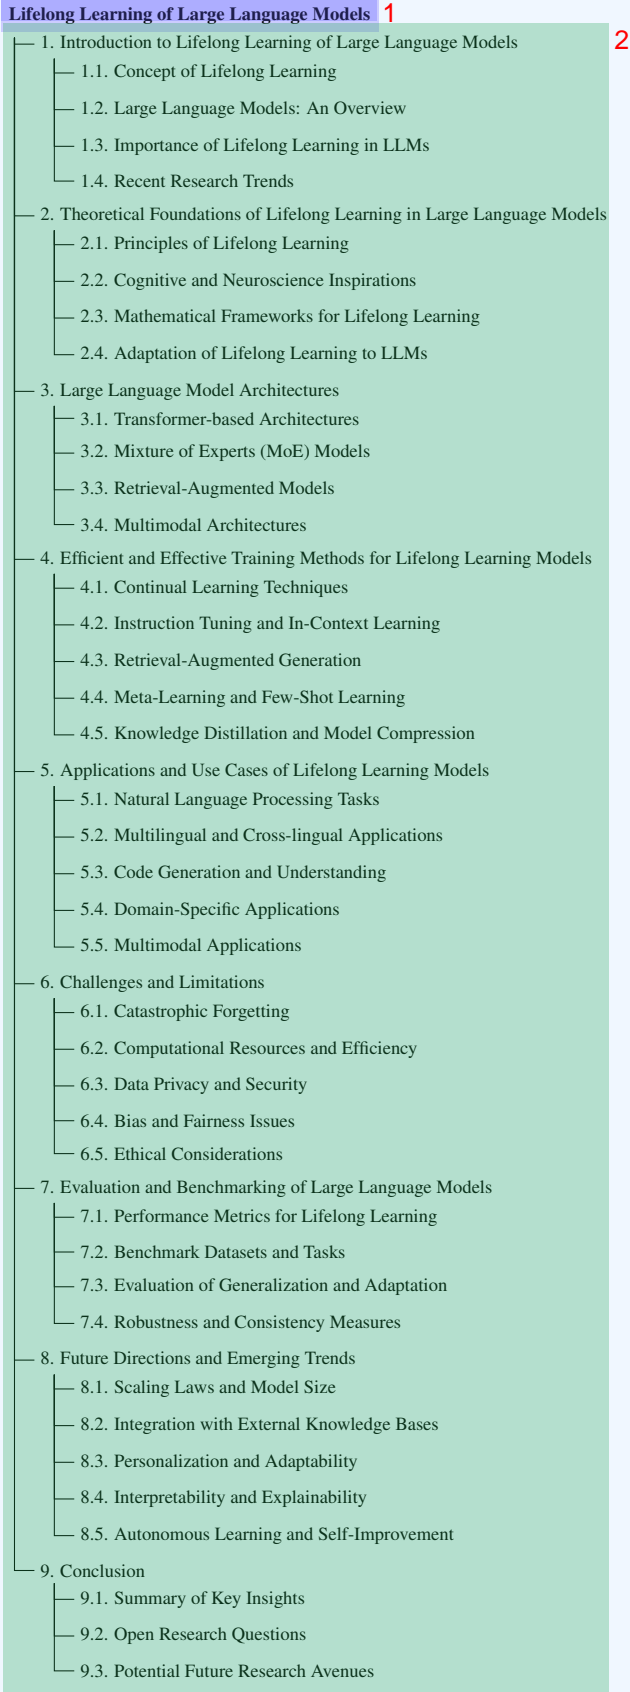 Lifelong Learning of Large Language Models 1
2
1. Introduction to Lifelong Learning of Large Language Models
1.1. Concept of Lifelong Learning
1.2. Large Language Models: An Overview
1.3. Importance of Lifelong Learning in LLMs
1.4. Recent Research Trends
2. Theoretical Foundations of Lifelong Learning in Large Language Models
2.1. Principles of Lifelong Learning
2.2. Cognitive and Neuroscience Inspirations
2.3. Mathematical Frameworks for Lifelong Learning
2.4. Adaptation of Lifelong Learning to LLMs
3. Large Language Model Architectures
3.1. Transformer-based Architectures
3.2. Mixture of Experts (MoE) Models
3.3. Retrieval-Augmented Models
3.4. Multimodal Architectures
4. Efficient and Effective Training Methods for Lifelong Learning Models
4.1. Continual Learning Techniques
4.2. Instruction Tuning and In-Context Learning
4.3. Retrieval-Augmented Generation
4.4. Meta-Learning and Few-Shot Learning
4.5. Knowledge Distillation and Model Compression
5. Applications and Use Cases of Lifelong Learning Models
5.1. Natural Language Processing Tasks
5.2. Multilingual and Cross-lingual Applications
5.3. Code Generation and Understanding
5.4. Domain-Specific Applications
5.5. Multimodal Applications
6. Challenges and Limitations
6.1. Catastrophic Forgetting
6.2. Computational Resources and Efficiency
6.3. Data Privacy and Security
6.4. Bias and Fairness Issues
6.5. Ethical Considerations
7. Evaluation and Benchmarking of Large Language Models
7.1. Performance Metrics for Lifelong Learning
7.2. Benchmark Datasets and Tasks
7.3. Evaluation of Generalization and Adaptation
7.4. Robustness and Consistency Measures
8. Future Directions and Emerging Trends
8.1. Scaling Laws and Model Size
8.2. Integration with External Knowledge Bases
8.3. Personalization and Adaptability
8.4. Interpretability and Explainability
8.5. Autonomous Learning and Self-Improvement
9. Conclusion
9.1. Summary of Key Insights
9.2. Open Research Questions
9.3. Potential Future Research Avenues